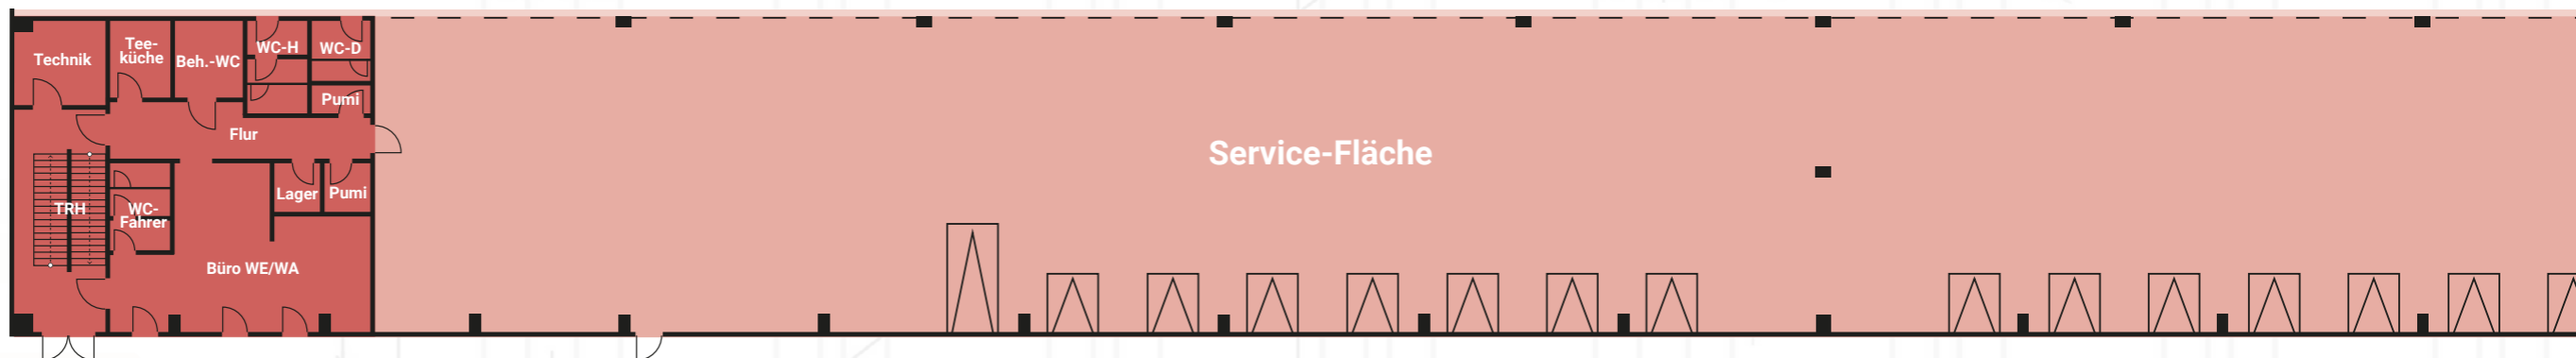 Technik
Tee-
küche
Beh.-WC
WC-H
WC-D
Pumi
Flur
Service-Fläche
TRH
WC-
Fahrer
Lager
Pumi
Büro WE/WA